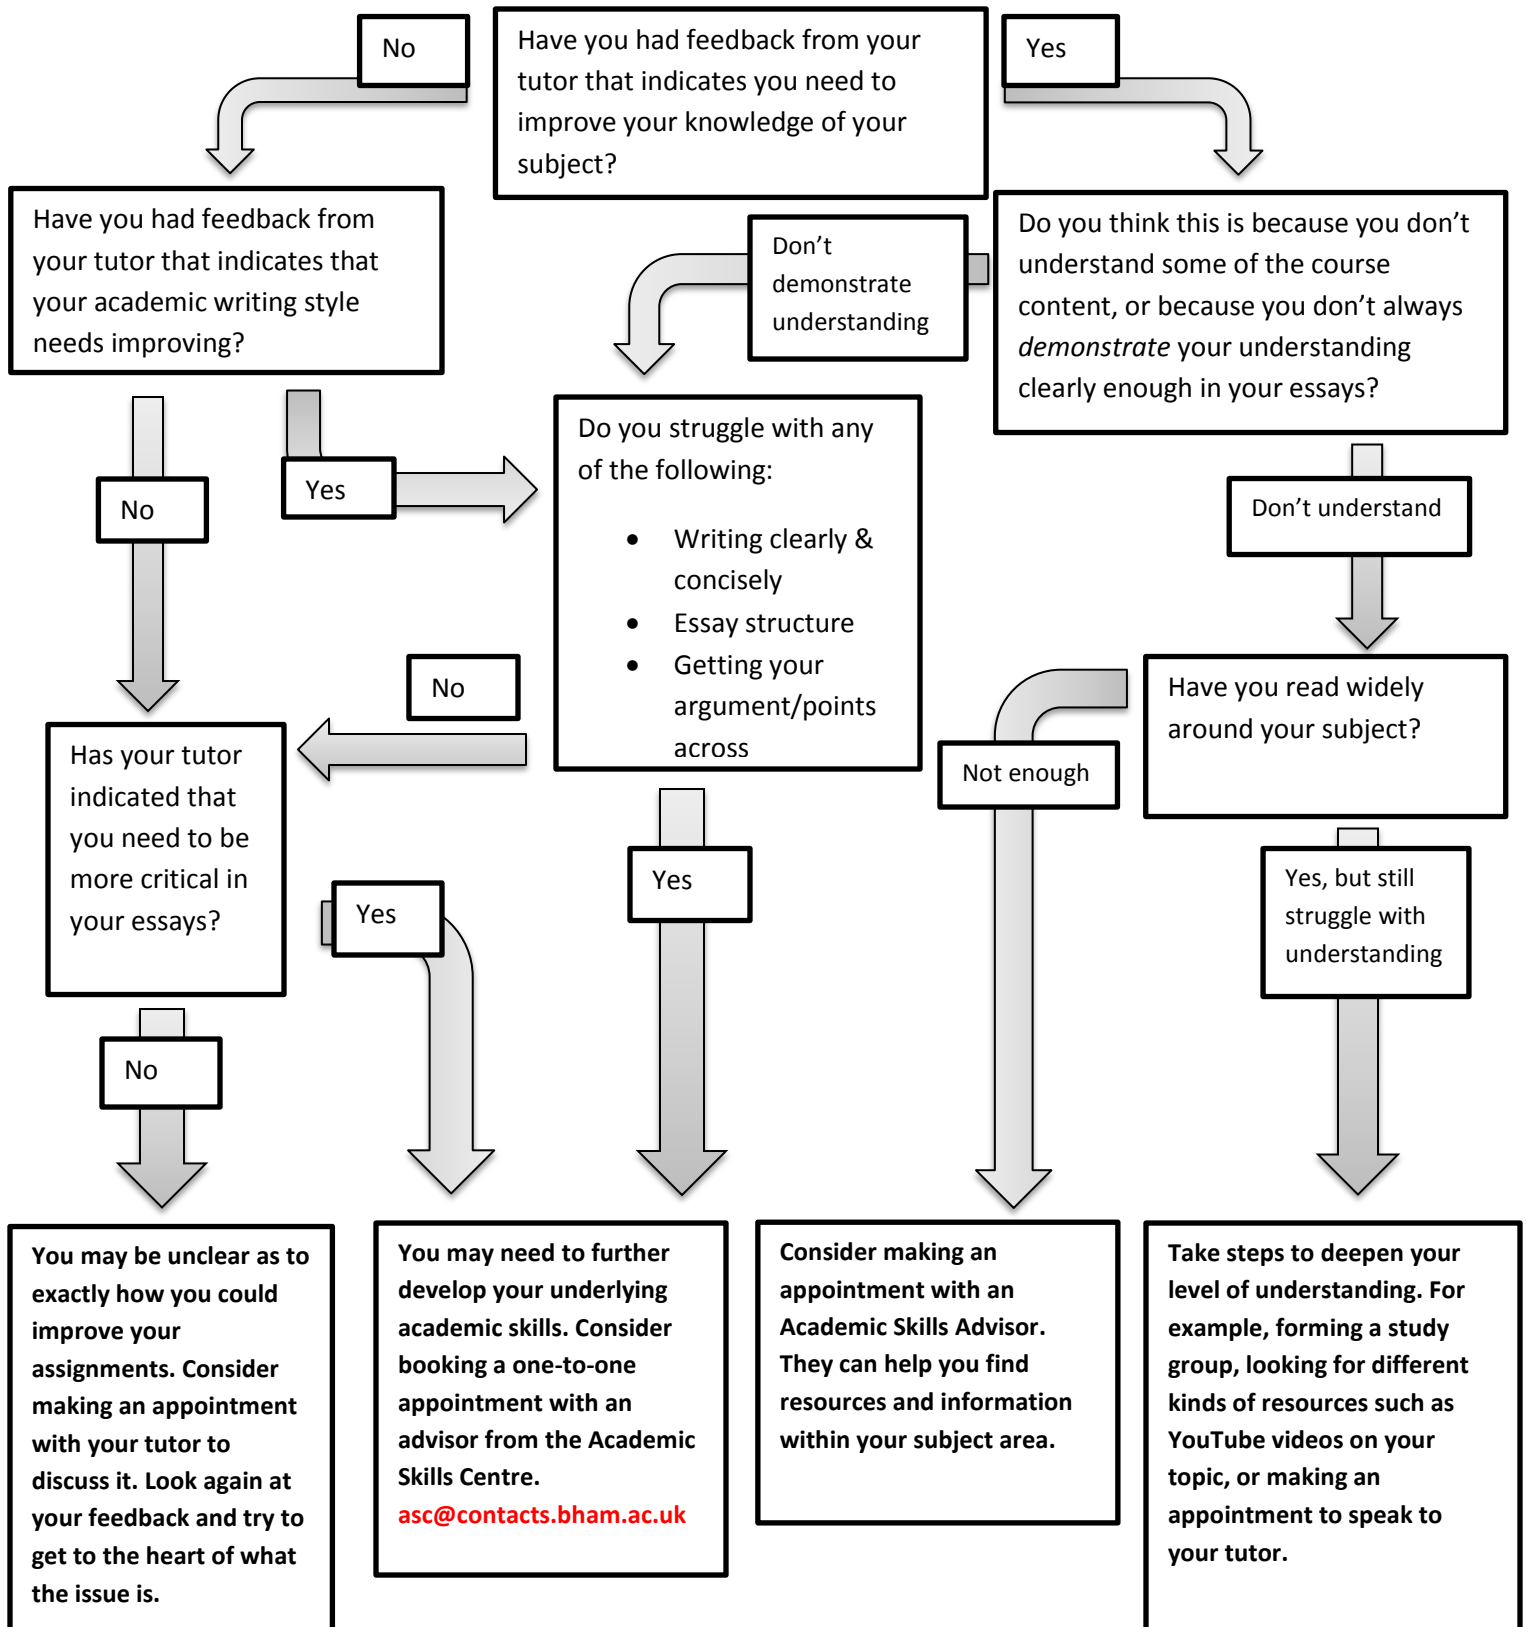 No
Have you had feedback from your
tutor that indicates you need to
improve your knowledge of your
subject?
Yes
Have you had feedback from
your tutor that indicates that
your academic writing style
needs improving?
Don’t
demonstrate
understanding
Do you think this is because you don’t
understand some of the course
content, or because you don’t always
demonstrate your understanding
clearly enough in your essays?
No
Yes
Do you struggle with any
of the following:
• Writing clearly &
concisely
• Essay structure
• Getting your
argument/points
across
Don’t understand
No
Has your tutor
indicated that
you need to be
more critical in
your essays?
Have you read widely
around your subject?
Not enough
Yes
Yes
Yes, but still
struggle with
understanding
No
You may be unclear as to
exactly how you could
improve your
assignments. Consider
making an appointment
with your tutor to
discuss it. Look again at
your feedback and try to
get to the heart of what
the issue is.
You may need to further
develop your underlying
academic skills. Consider
booking a one-to-one
appointment with an
advisor from the Academic
Skills Centre.
asc@contacts.bham.ac.uk
Consider making an
appointment with an
Academic Skills Advisor.
They can help you find
resources and information
within your subject area.
Take steps to deepen your
level of understanding. For
example, forming a study
group, looking for different
kinds of resources such as
YouTube videos on your
topic, or making an
appointment to speak to
your tutor.